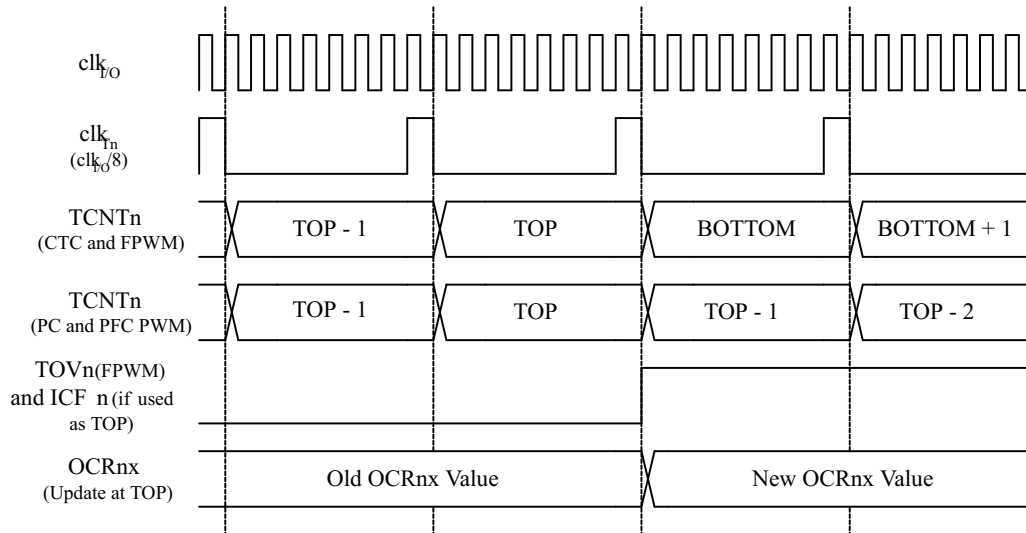 clkI/O
clkTn
(clkI/O/8)
TCNTn
(CTC and FPWM)
TOP - 1
TOP
BOTTOM
BOTTOM + 1
TCNTn
(PC and PFC PWM)
TOP - 1
TOP
TOP - 1
TOP - 2
TOVn(FPWM)
and ICF n(if used
as TOP)
OCRnx
(Update at TOP)
Old OCRnx Value
New OCRnx Value